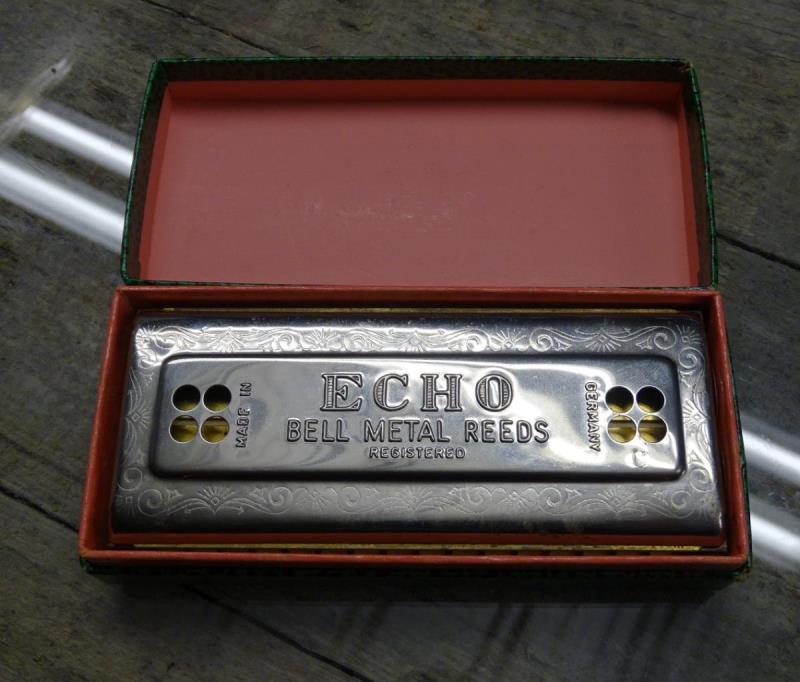 ECHO
BELL METAL REEDS
REGISTERED
MADE IN
GERMANY
C